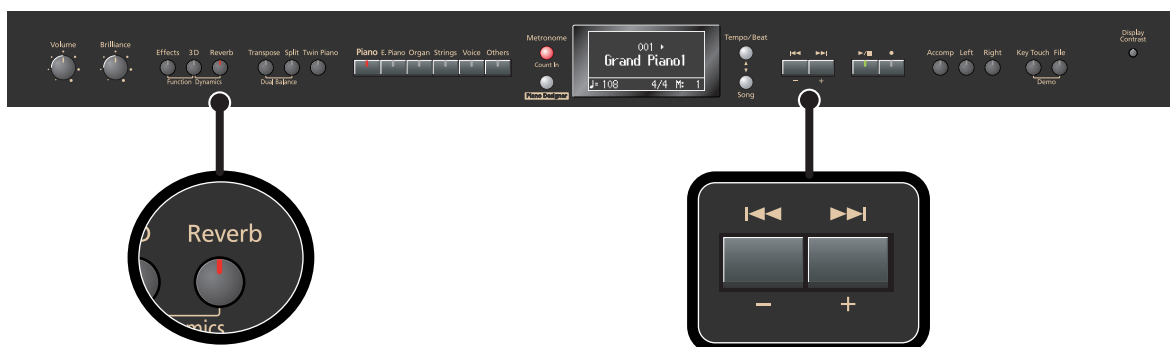 Volume
Brilliance
Effects 3D Reverb
Function Dynamics
Transpose Split Twin Piano
Dual Balance
Piano E. Piano Organ Strings Voice Others
Metronome
Count In
Piano Designer
001
Grand Piano1
♩= 108 4/4 M: 1
Tempo/Beat
Song
− +
Accomp Left Right
Key Touch File
Demo
Display
Contrast
Reverb
mics
− +